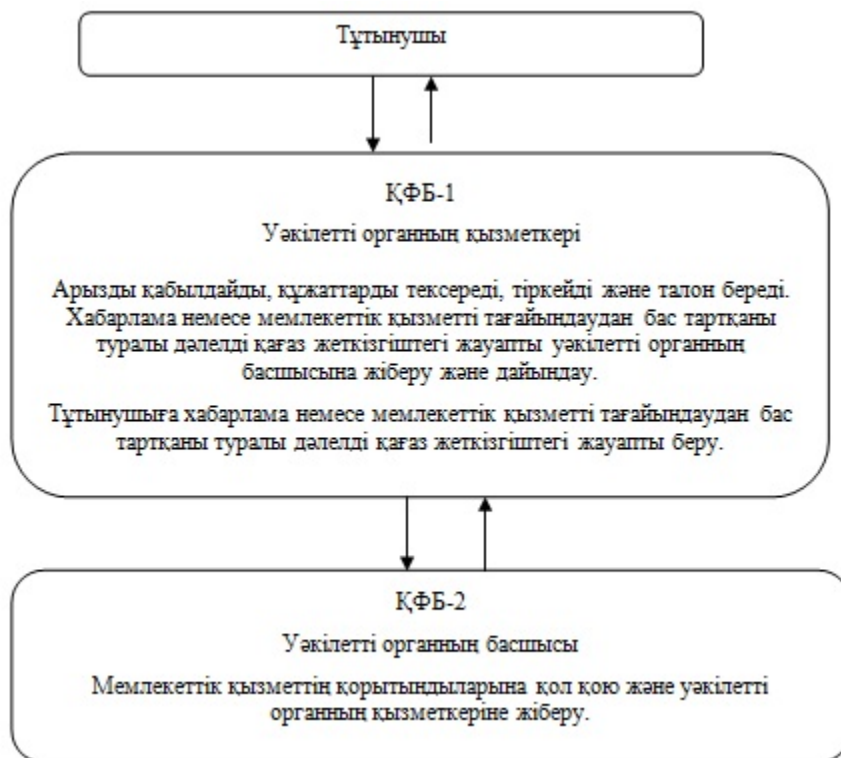 Тұтынушы
ҚФБ-1
Уәкілетті органның қызметкері
Арызды қабылдайды, құжаттарды тексереді, тіркейді және талон береді.
Хабарлама немесе мемлекеттік қызметті тағайындаудан бас тартқаны
туралы дәлелді қағаз жеткізгіштегі жауапты уәкілетті органның
басшысына жіберу және дайындау.
Тұтынушыға хабарлама немесе мемлекеттік қызметті тағайындаудан бас
тартқаны туралы дәлелді қағаз жеткізгіштегі жауапты беру.
ҚФБ-2
Уәкілетті органның басшысы
Мемлекеттік қызметтің қорытындыларына қол қою және уәкілетті
органның қызметкеріне жіберу.